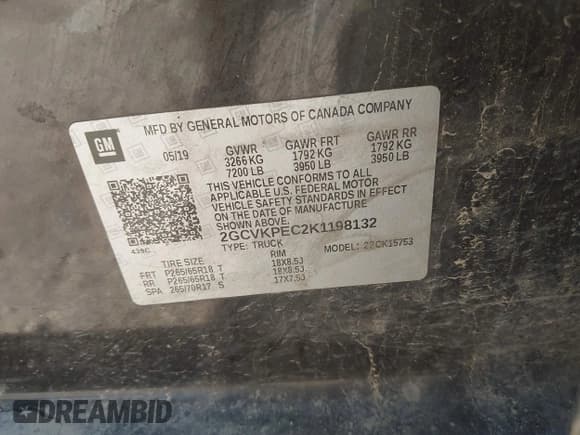 MFD BY GENERAL MOTORS OF CANADA COMPANY
GM
05/19 GVWR GAWR FRT GAWR RR
3266 KG 1792 KG 1792 KG
7200 LB 3950 LB 3950 LB
THIS VEHICLE CONFORMS TO ALL
APPLICABLE U.S. FEDERAL MOTOR
VEHICLE SAFETY STANDARDS IN EFFECT
ON THE DATE OF MANUFACTURE
SHOWN ABOVE.
2GCVKPEC2K1198132
TYPE: TRUCK MODEL: 22CK15753
439C
TIRE SIZE RIM
FRT P265/65R18 T 18X8.5J
RR P265/65R18 T 18X8.5J
SPA 265/70R17 S 17X7.5J
DREAMBID